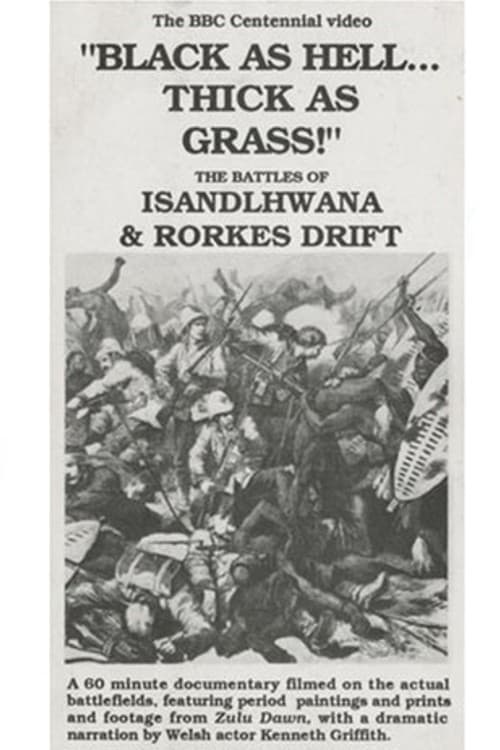 The BBC Centennial video
"BLACK AS HELL...
THICK AS
GRASS!"
THE BATTLES OF
ISANDLHWANA
& RORKES DRIFT
A 60 minute documentary filmed on the actual
battlefields, featuring period paintings and prints
and footage from Zulu Dawn, with a dramatic
narration by Welsh actor Kenneth Griffith.